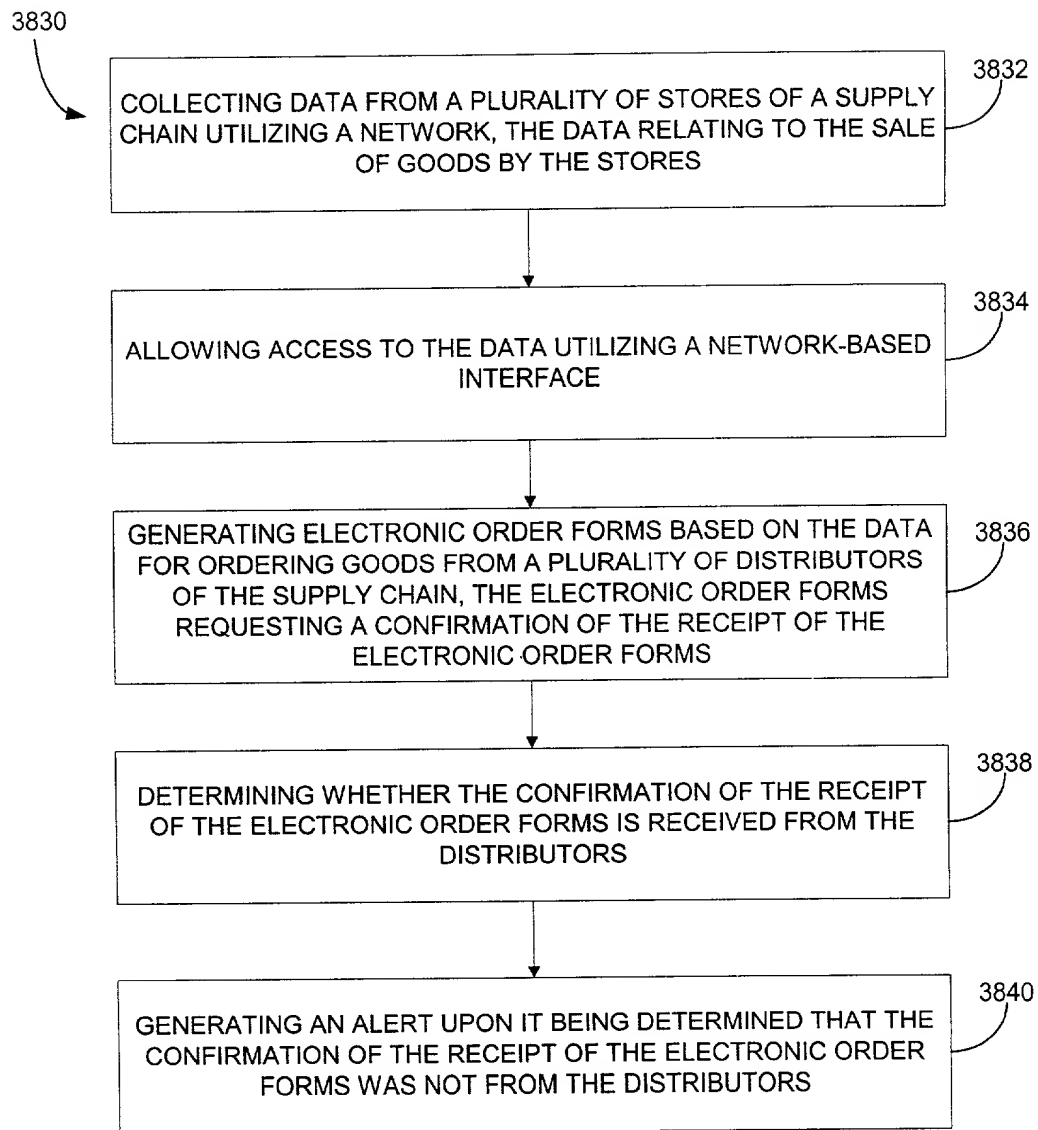 3830
3832
COLLECTING DATA FROM A PLURALITY OF STORES OF A SUPPLY
CHAIN UTILIZING A NETWORK, THE DATA RELATING TO THE SALE
OF GOODS BY THE STORES
3834
ALLOWING ACCESS TO THE DATA UTILIZING A NETWORK-BASED
INTERFACE
3836
GENERATING ELECTRONIC ORDER FORMS BASED ON THE DATA
FOR ORDERING GOODS FROM A PLURALITY OF DISTRIBUTORS
OF THE SUPPLY CHAIN, THE ELECTRONIC ORDER FORMS
REQUESTING A CONFIRMATION OF THE RECEIPT OF THE
ELECTRONIC ORDER FORMS
3838
DETERMINING WHETHER THE CONFIRMATION OF THE RECEIPT
OF THE ELECTRONIC ORDER FORMS IS RECEIVED FROM THE
DISTRIBUTORS
3840
GENERATING AN ALERT UPON IT BEING DETERMINED THAT THE
CONFIRMATION OF THE RECEIPT OF THE ELECTRONIC ORDER
FORMS WAS NOT FROM THE DISTRIBUTORS